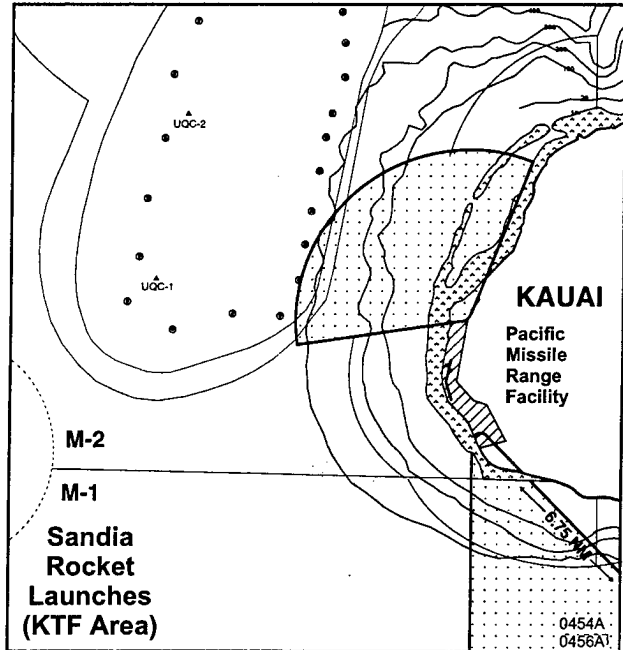 UQC-2
UQC-1
KAUAI
Pacific
Missile
Range
Facility
M-2
M-1
6.75 NM
Sandia
Rocket
Launches
(KTF Area)
0454A
0456A